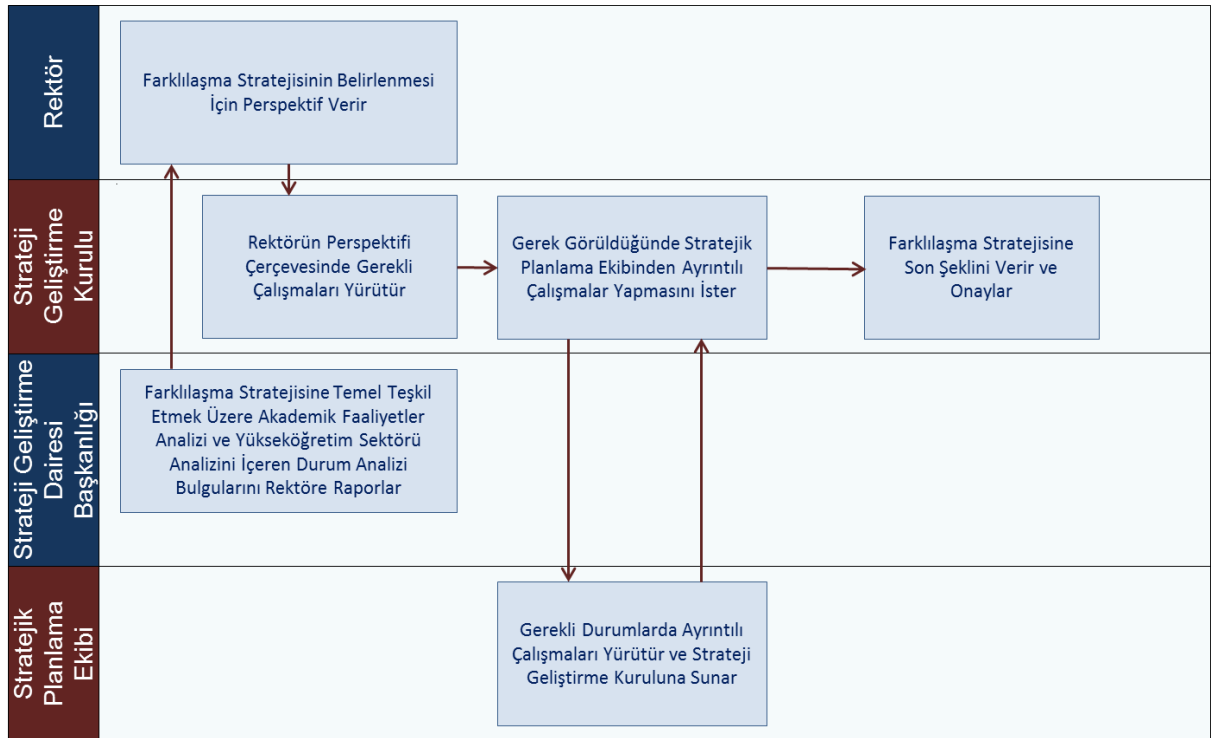 Rektör
Farklılaşma Stratejisinin Belirlenmesi
İçin Perspektif Verir
Strateji
Geliştirme
Kurulu
Rektörün Perspektifi
Çerçevesinde Gerekli
Çalışmaları Yürütür
Gerek Görüldüğünde Stratejik
Planlama Ekibinden Ayrıntılı
Çalışmalar Yapmasını İster
Farklılaşma Stratejisine
Son Şeklini Verir ve
Onaylar
Strateji Geliştirme
Dairesi
Başkanlığı
Farklılaşma Stratejisine Temel Teşkil
Etmek Üzere Akademik Faaliyetler
Analizi ve Yükseköğretim Sektörü
Analizini İçeren Durum Analizi
Bulgularını Rektöre Raporlar
Stratejik
Planlama
Ekibi
Gerekli Durumlarda Ayrıntılı
Çalışmaları Yürütür ve Strateji
Geliştirme Kuruluna Sunar